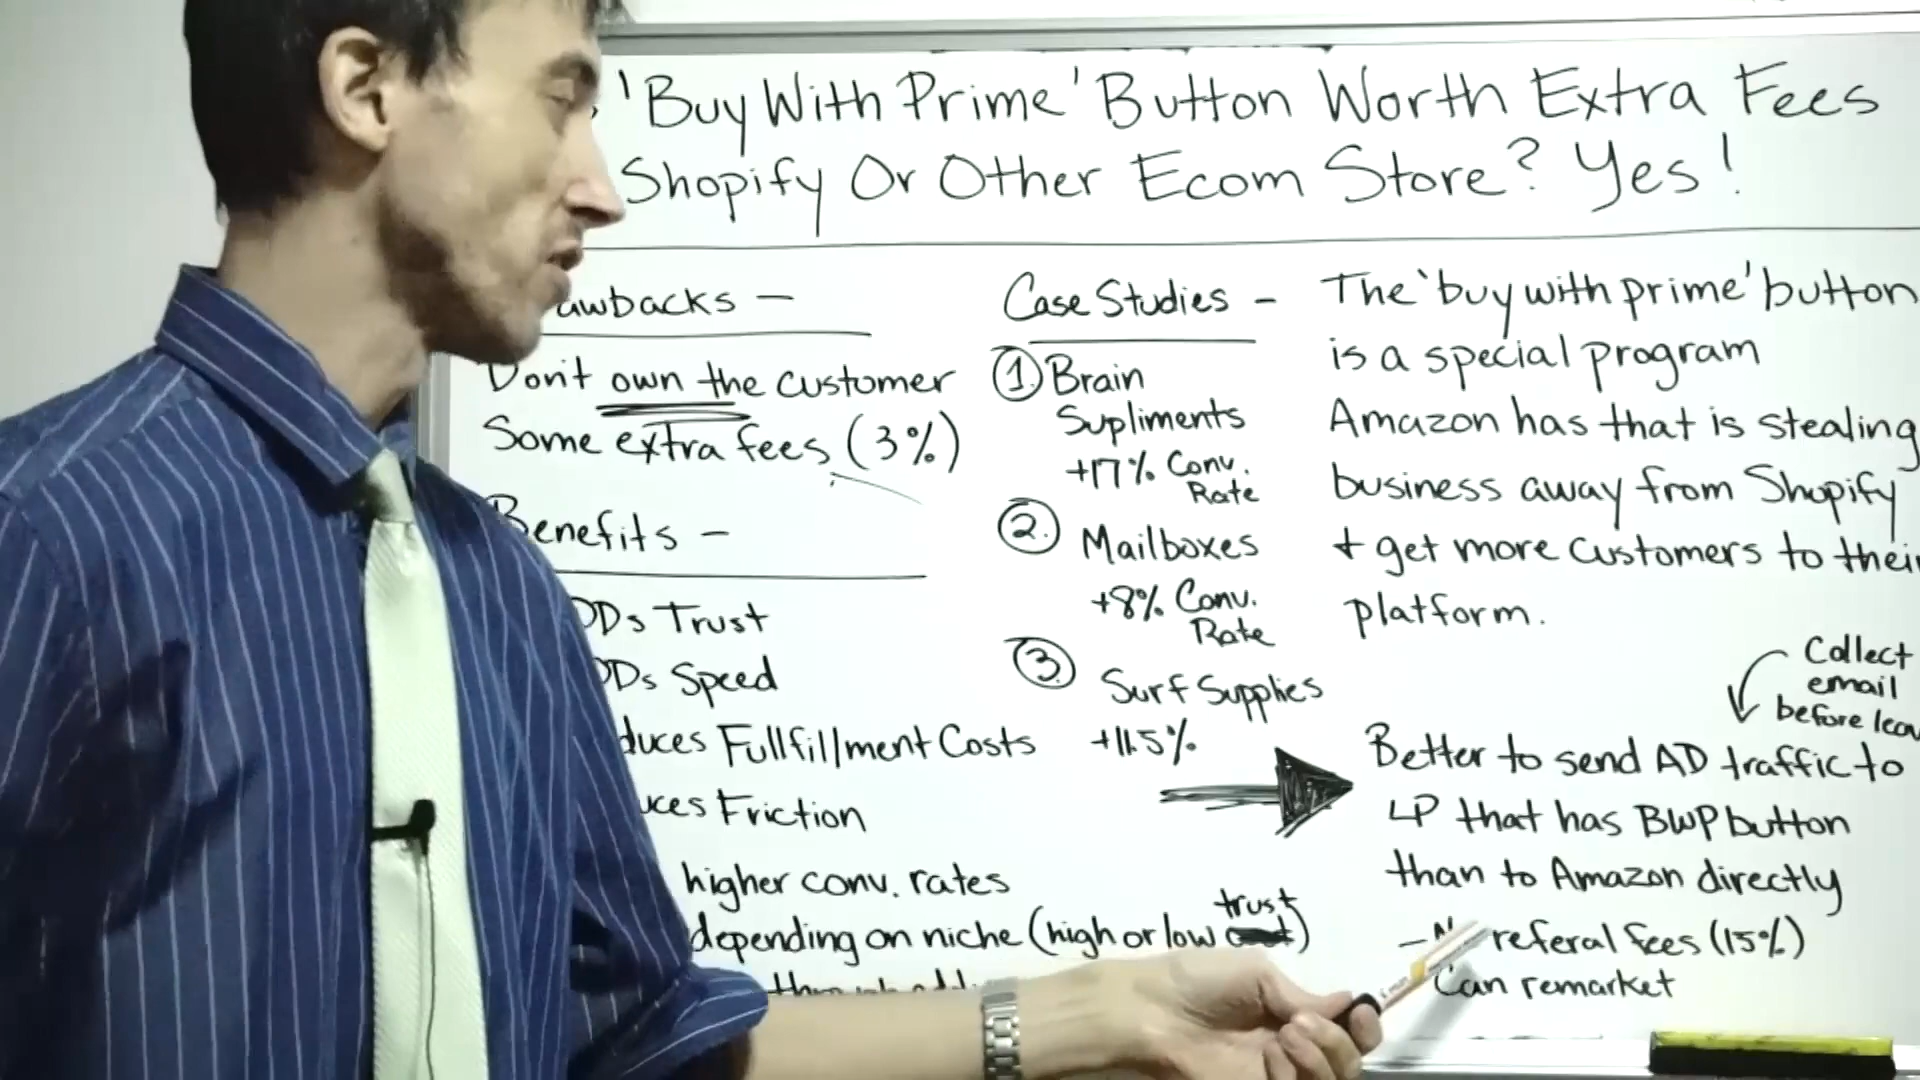 'Buy With Prime' Button Worth Extra Fees
Shopify Or Other Ecom Store? Yes!
awbacks -
Don't own the customer
Some extra fees (3%)
Benefits -
DDs Trust
DDs Speed
duces Fullfillment Costs
uces Friction
higher conv. rates
depending on niche (high or low trust)
Case Studies -
1. Brain
Supliments
+17% Conv.
Rate
2. Mailboxes
+8% Conv.
Rate
3. Surf Supplies
+11.5%
The 'buy with prime' button
is a special program
Amazon has that is stealing
business away from Shopify
+ get more customers to their
platform.
Collect
email
before leav
Better to send AD traffic to
LP that has BWP button
than to Amazon directly
- referal fees (15%)
Can remarket